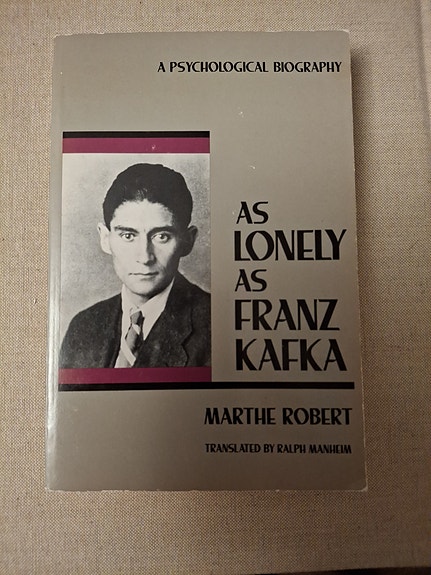 A PSYCHOLOGICAL BIOGRAPHY
AS
LONELY
AS
FRANZ
KAFKA
MARTHE ROBERT
TRANSLATED BY RALPH MANHEIM